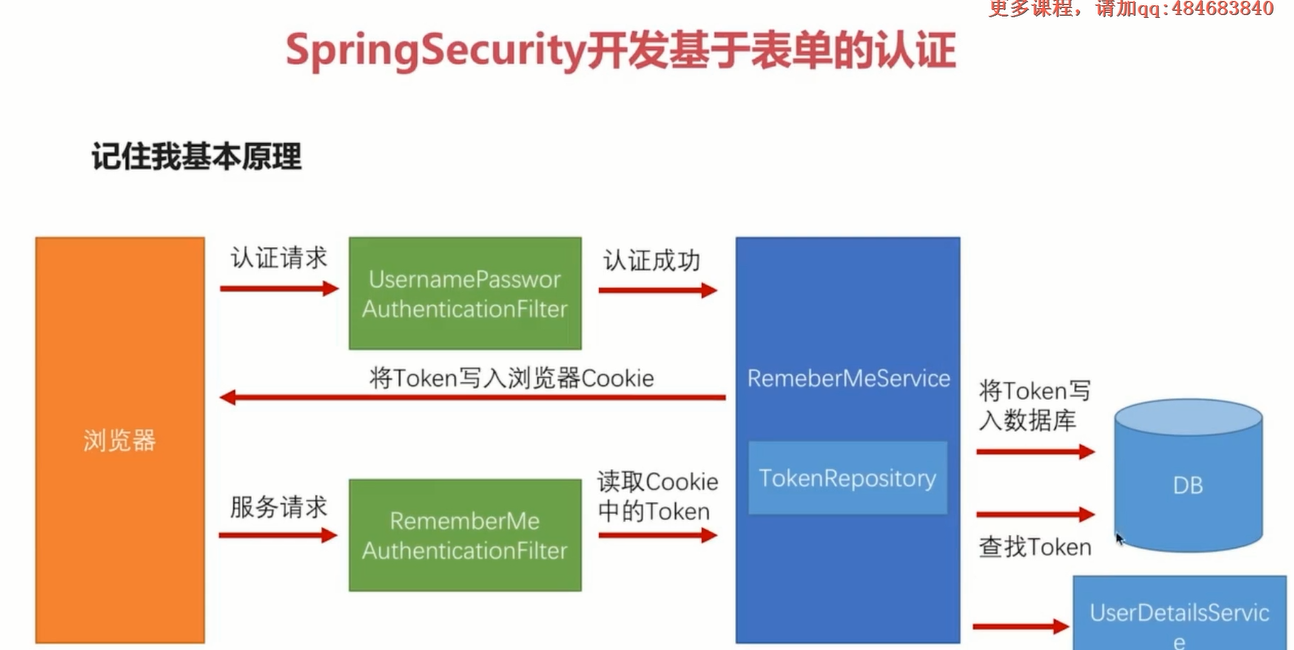 更多课程，请加qq:484683840
SpringSecurity开发基于表单的认证
记住我基本原理
认证请求
UsernamePasswor
AuthenticationFilter
认证成功
将Token写入浏览器Cookie
浏览器
RemeberMeService
TokenRepository
将Token写
入数据库
DB
服务请求
RememberMe
AuthenticationFilter
读取Cookie
中的Token
查找Token
UserDetailsServic
e